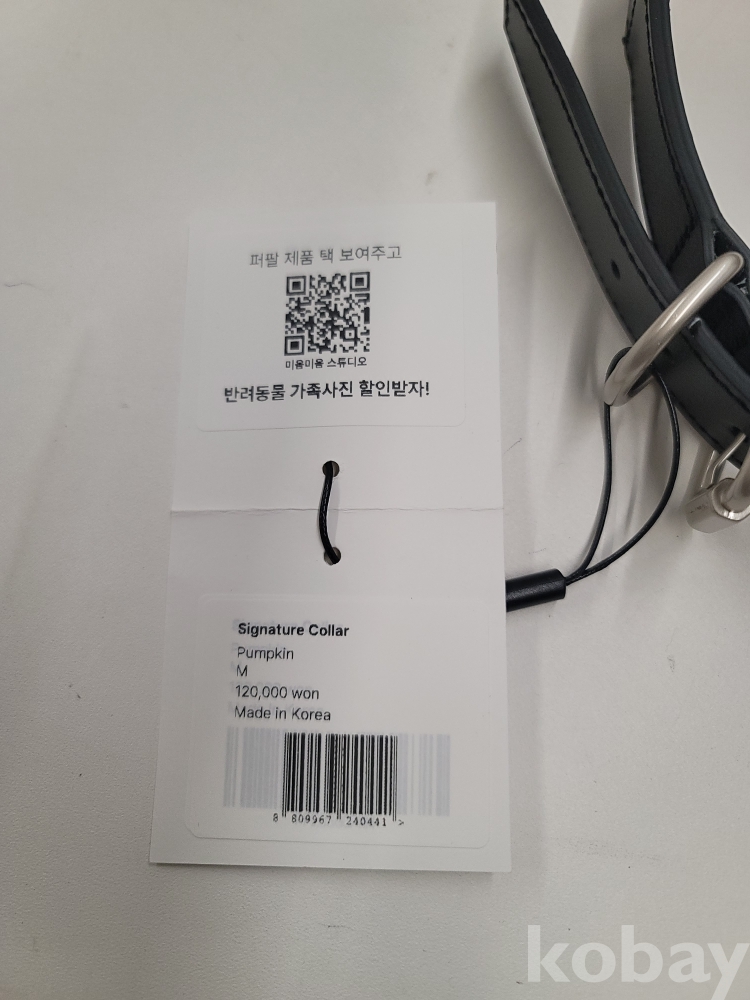 퍼팔 제품 택 보여주고
미음미음 스튜디오
반려동물 가족사진 할인받자!
Signature Collar
Pumpkin
M
120,000 won
Made in Korea
8 809967 240441 >
kobay